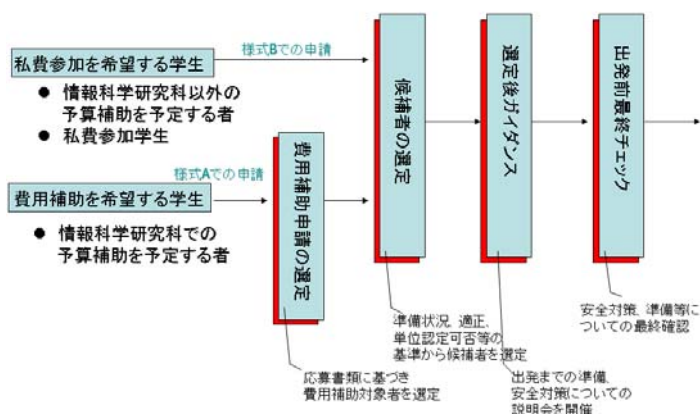 様式Bでの申請
私費参加を希望する学生
● 情報科学研究科以外の
予算補助を予定する者
● 私費参加学生
様式Aでの申請
費用補助を希望する学生
● 情報科学研究科での
予算補助を予定する者
費用補助申請の選定
候補者の選定
選定後ガイダンス
出発前最終チェック
応募書類に基づき
費用補助対象者を選定
準備状況、適正、
単位認定可否等の
基準から候補者を選定
出発までの準備、
安全対策についての
説明会を開催
安全対策、準備等に
ついての最終確認